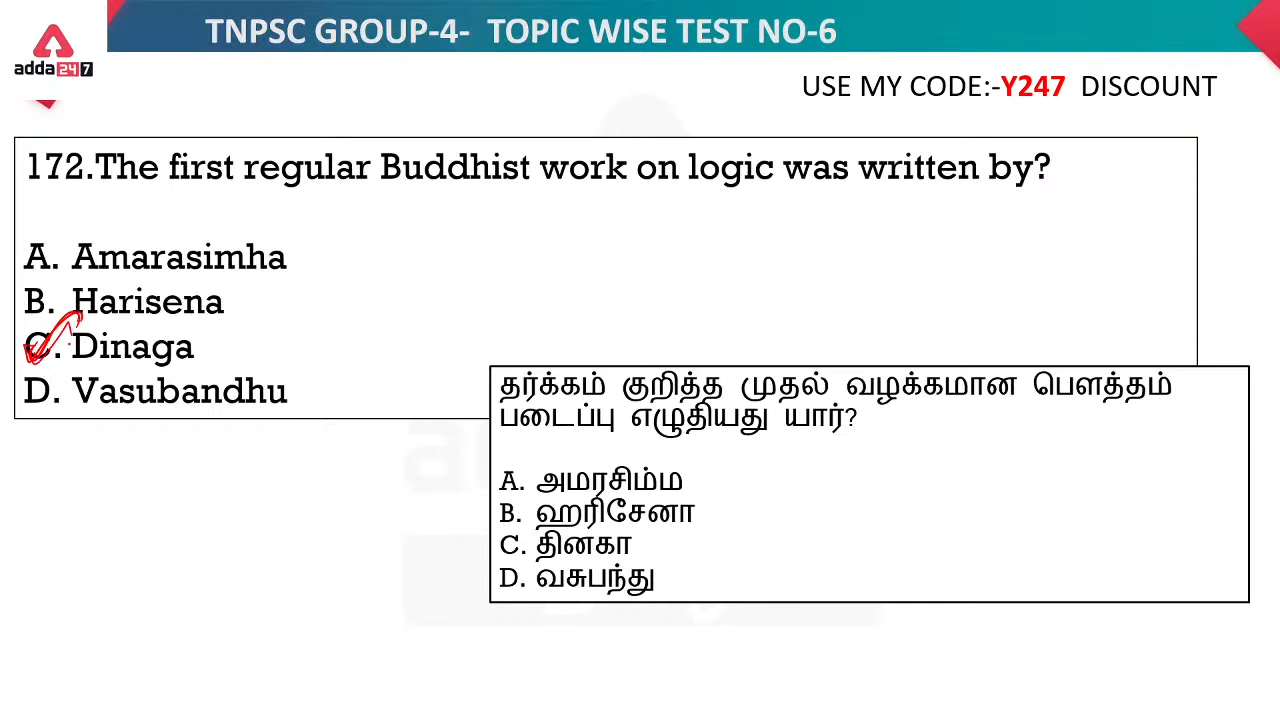 TNPSC GROUP-4- TOPIC WISE TEST NO-6
adda247
USE MY CODE:-Y247 DISCOUNT
172.The first regular Buddhist work on logic was written by?
A. Amarasimha
B. Harisena
C. Dinaga
D. Vasubandhu
தர்க்கம் குறித்த முதல் வழக்கமான பௌத்தம்
படைப்பு எழுதியது யார்?
A. அமரசிம்ம
B. ஹரிசேனா
C. தினகா
D. வசுபந்து